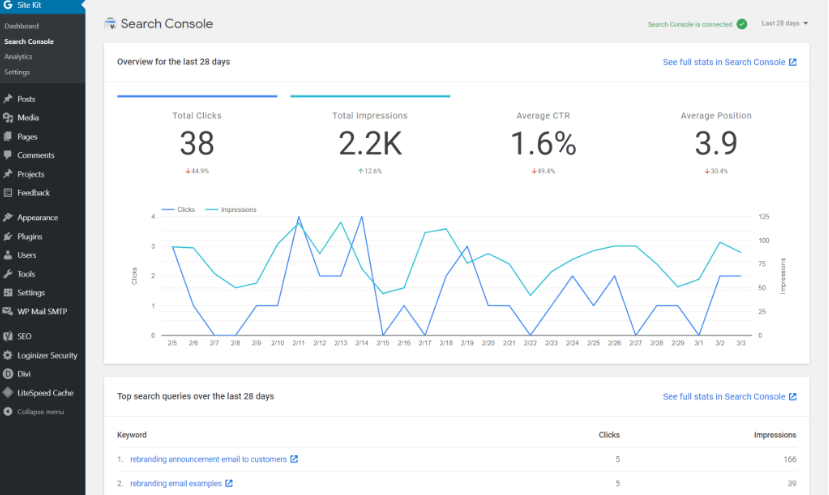 Site Kit
Dashboard
Search Console
Analytics
Settings
Posts
Media
Pages
Comments
Projects
Feedback
Appearance
Plugins
Users
Tools
Settings
WP Mail SMTP
SEO
Loginizer Security
Divi
LiteSpeed Cache
Collapse menu
Search Console
Search Console is connected
Last 28 days
Overview for the last 28 days
See full stats in Search Console
Total Clicks
38
44.9%
Total Impressions
2.2K
12.6%
Average CTR
1.6%
49.4%
Average Position
3.9
30.4%
Clicks Impressions
4
3
2
1
0
Clicks
125
100
75
50
25
0
Impressions
2/5 2/6 2/7 2/8 2/9 2/10 2/11 2/12 2/13 2/14 2/15 2/16 2/17 2/18 2/19 2/20 2/21 2/22 2/23 2/24 2/25 2/26 2/27 2/28 2/29 3/1 3/2 3/3
Top search queries over the last 28 days
See full stats in Search Console
Keyword Clicks Impressions
1. rebranding announcement email to customers 5 166
2. rebranding email examples 5 39